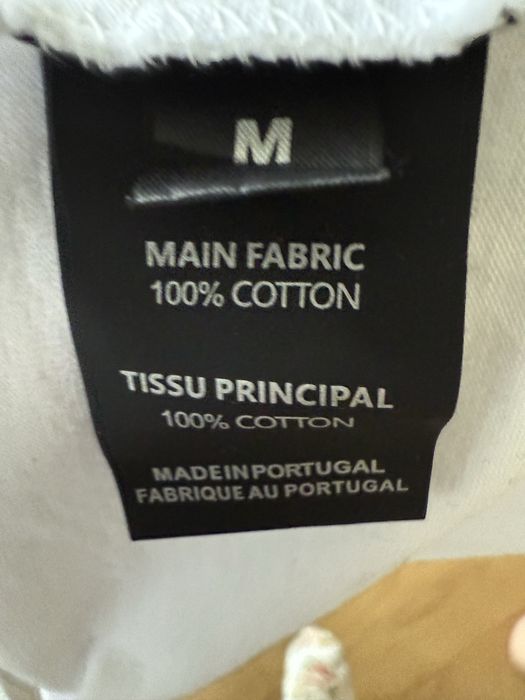 M
MAIN FABRIC
100% COTTON
TISSU PRINCIPAL
100% COTTON
MADE IN PORTUGAL
FABRIQUE AU PORTUGAL